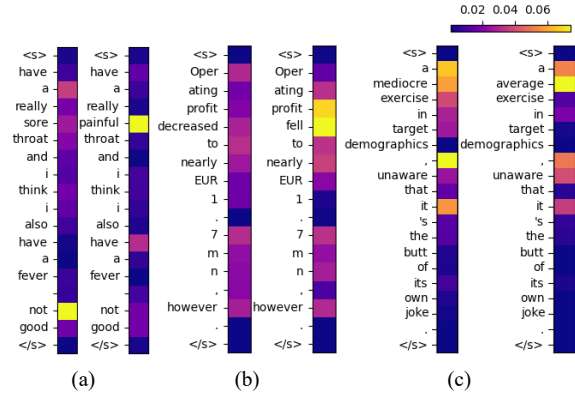 0.02 0.04 0.06
<s>
have
a
really
sore
throat
and
i
think
i
also
have
a
fever
not
good
</s>
<s>
have
a
really
painful
throat
and
i
think
i
also
have
a
fever
not
good
</s>
(a)
<s>
Oper
ating
profit
decreased
to
nearly
EUR
1
.
7
m
n
,
however
.
</s>
<s>
Oper
ating
profit
fell
to
nearly
EUR
1
.
7
m
n
,
however
.
</s>
(b)
<s>
a
mediocre
exercise
in
target
demographics
,
unaware
that
it
's
the
butt
of
its
own
joke
.
</s>
<s>
a
average
exercise
in
target
demographics
,
unaware
that
it
's
the
butt
of
its
own
joke
.
</s>
(c)